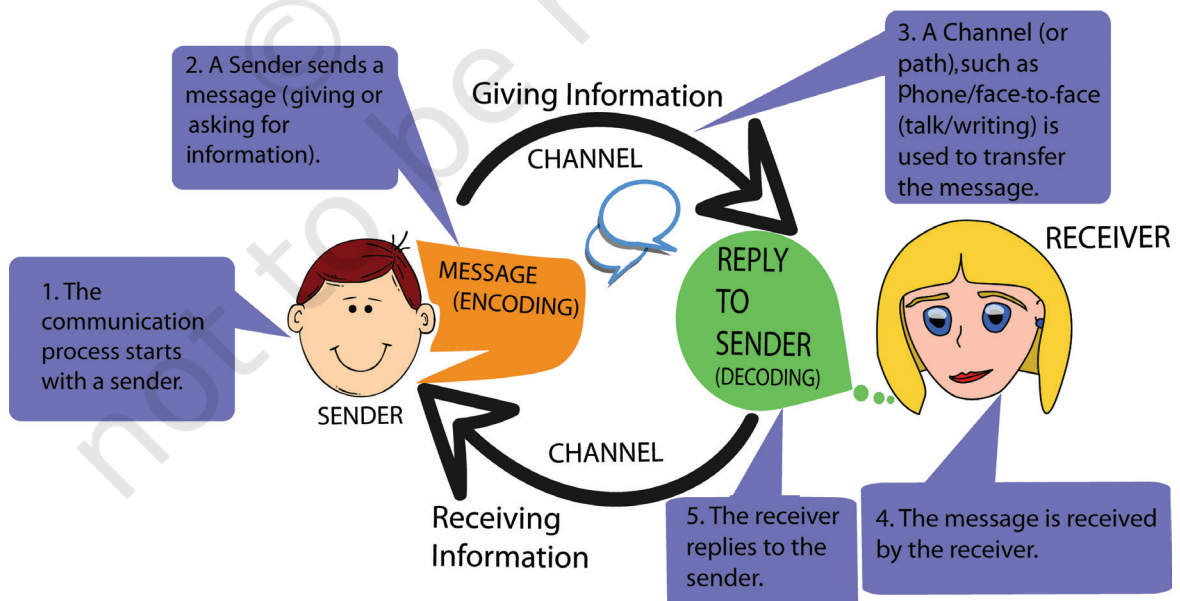 2. A Sender sends a
message (giving or
asking for
information).
Giving Information
CHANNEL
3. A Channel (or
path),such as
Phone/face-to-face
(talk/writing) is
used to transfer
the message.
1. The
communication
process starts
with a sender.
SENDER
MESSAGE
(ENCODING)
REPLY
TO
SENDER
(DECODING)
RECEIVER
CHANNEL
Receiving
Information
5. The receiver
replies to the
sender.
4. The message is received
by the receiver.
© not to be r